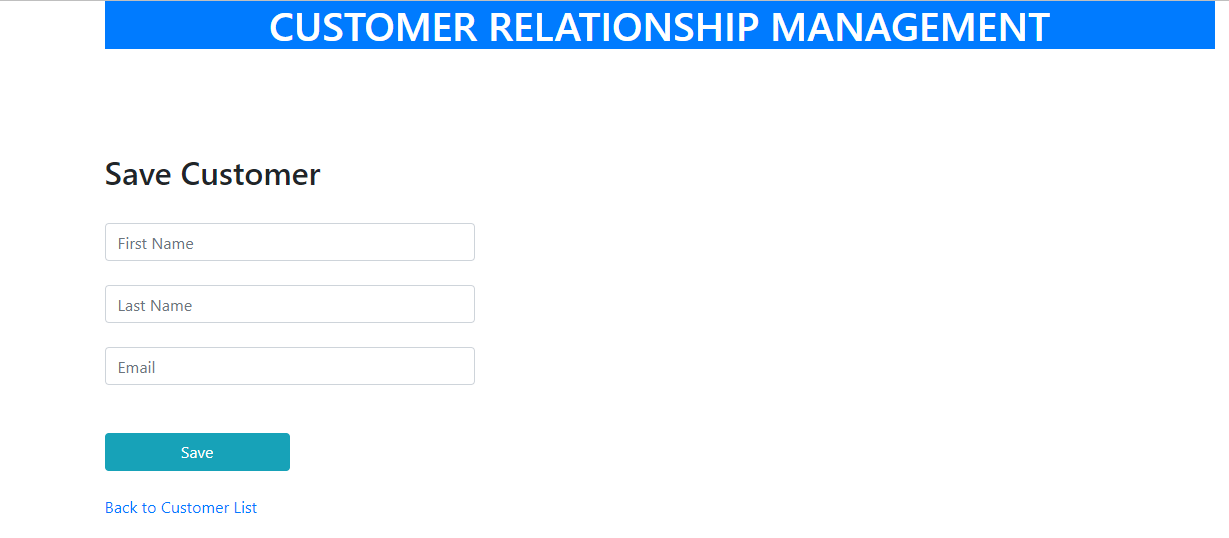 CUSTOMER RELATIONSHIP MANAGEMENT
Save Customer
First Name
Last Name
Email
Save
Back to Customer List